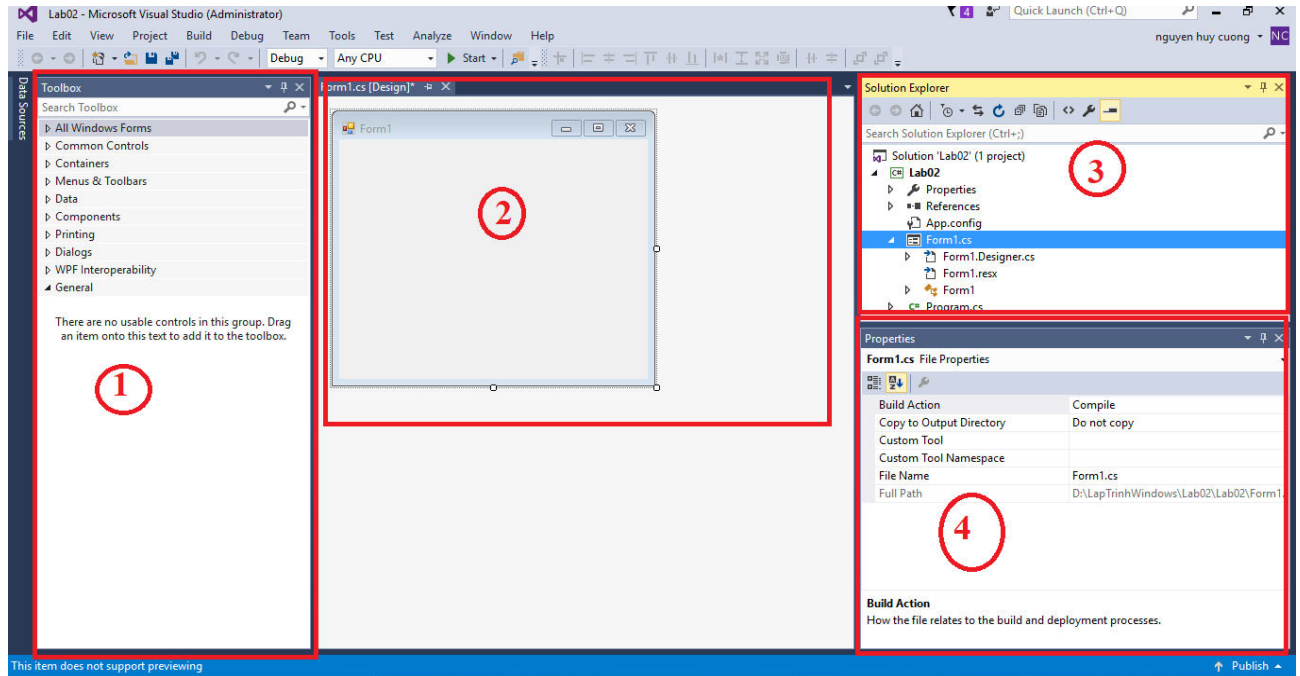 Lab02 - Microsoft Visual Studio (Administrator)
4
Quick Launch (Ctrl+Q)
File Edit View Project Build Debug Team Tools Test Analyze Window Help
nguyen huy cuong NC
Debug Any CPU Start
Data Sources
Toolbox
Search Toolbox
All Windows Forms
Common Controls
Containers
Menus & Toolbars
Data
Components
Printing
Dialogs
WPF Interoperability
General
There are no usable controls in this group. Drag
an item onto this text to add it to the toolbox.
1
Form1.cs [Design]*
Form1
2
Solution Explorer
Search Solution Explorer (Ctrl+;)
Solution 'Lab02' (1 project)
C# Lab02
Properties
References
App.config
Form1.cs
Form1.Designer.cs
Form1.resx
Form1
C# Program.cs
3
Properties
Form1.cs File Properties
Build Action Compile
Copy to Output Directory Do not copy
Custom Tool
Custom Tool Namespace
File Name Form1.cs
Full Path D:\LapTrinhWindows\Lab02\Lab02\Form1.
4
Build Action
How the file relates to the build and deployment processes.
This item does not support previewing
Publish